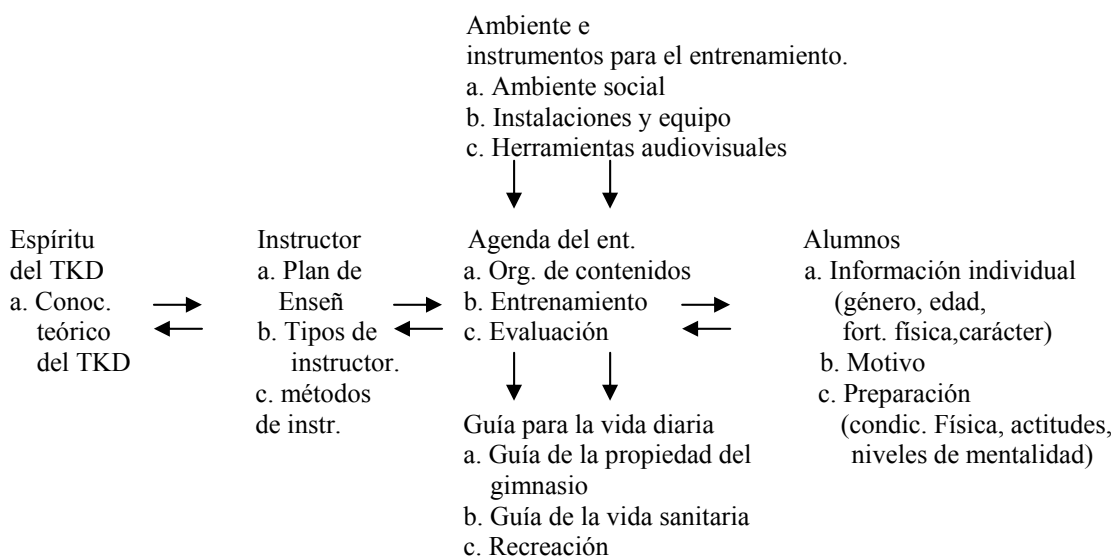 Ambiente e
instrumentos para el entrenamiento.
a. Ambiente social
b. Instalaciones y equipo
c. Herramientas audiovisuales
Espíritu
del TKD
a. Conoc.
teórico
del TKD
Instructor
a. Plan de
Enseñ
b. Tipos de
instructor.
c. métodos
de instr.
Agenda del ent.
a. Org. de contenidos
b. Entrenamiento
c. Evaluación
Alumnos
a. Información individual
(género, edad,
fort. física,carácter)
b. Motivo
c. Preparación
(condic. Física, actitudes,
niveles de mentalidad)
Guía para la vida diaria
a. Guía de la propiedad del
gimnasio
b. Guía de la vida sanitaria
c. Recreación